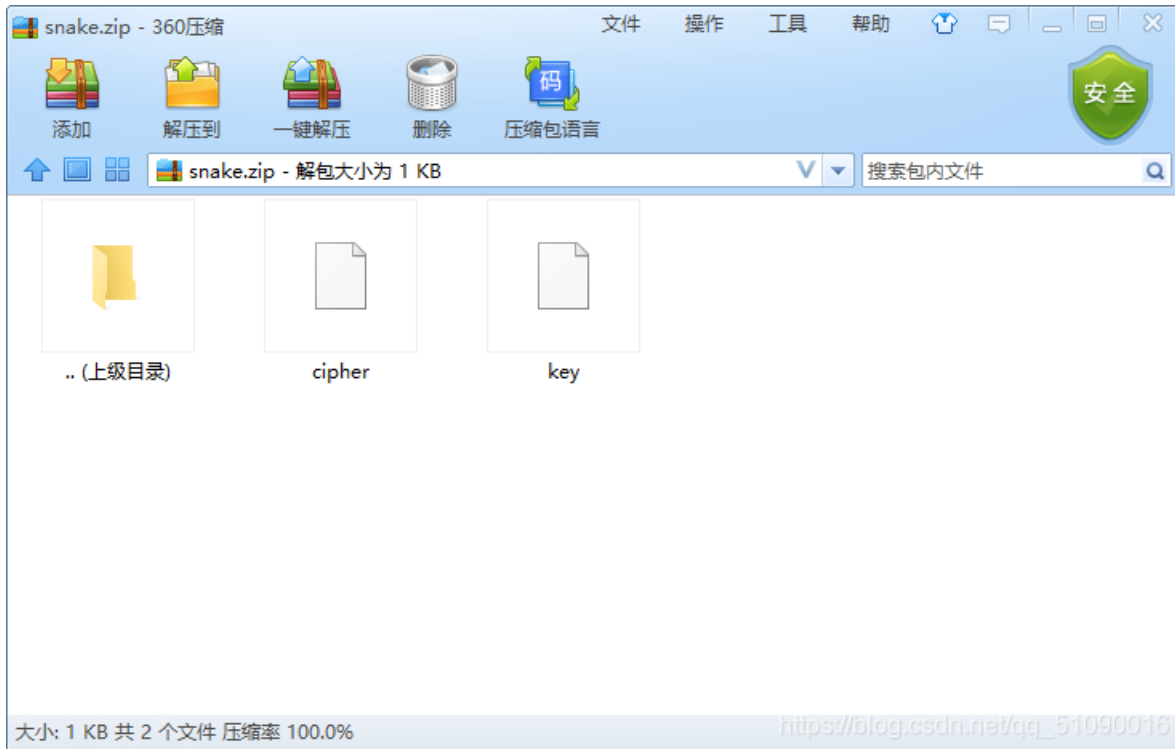 snake.zip - 360压缩 文件 操作 工具 帮助
安全
添加 解压到 一键解压 删除 码 压缩包语言
snake.zip - 解包大小为 1 KB 搜索包内文件
.. (上级目录) cipher key
大小: 1 KB 共 2 个文件 压缩率 100.0%
https://blog.csdn.net/qq_51090016